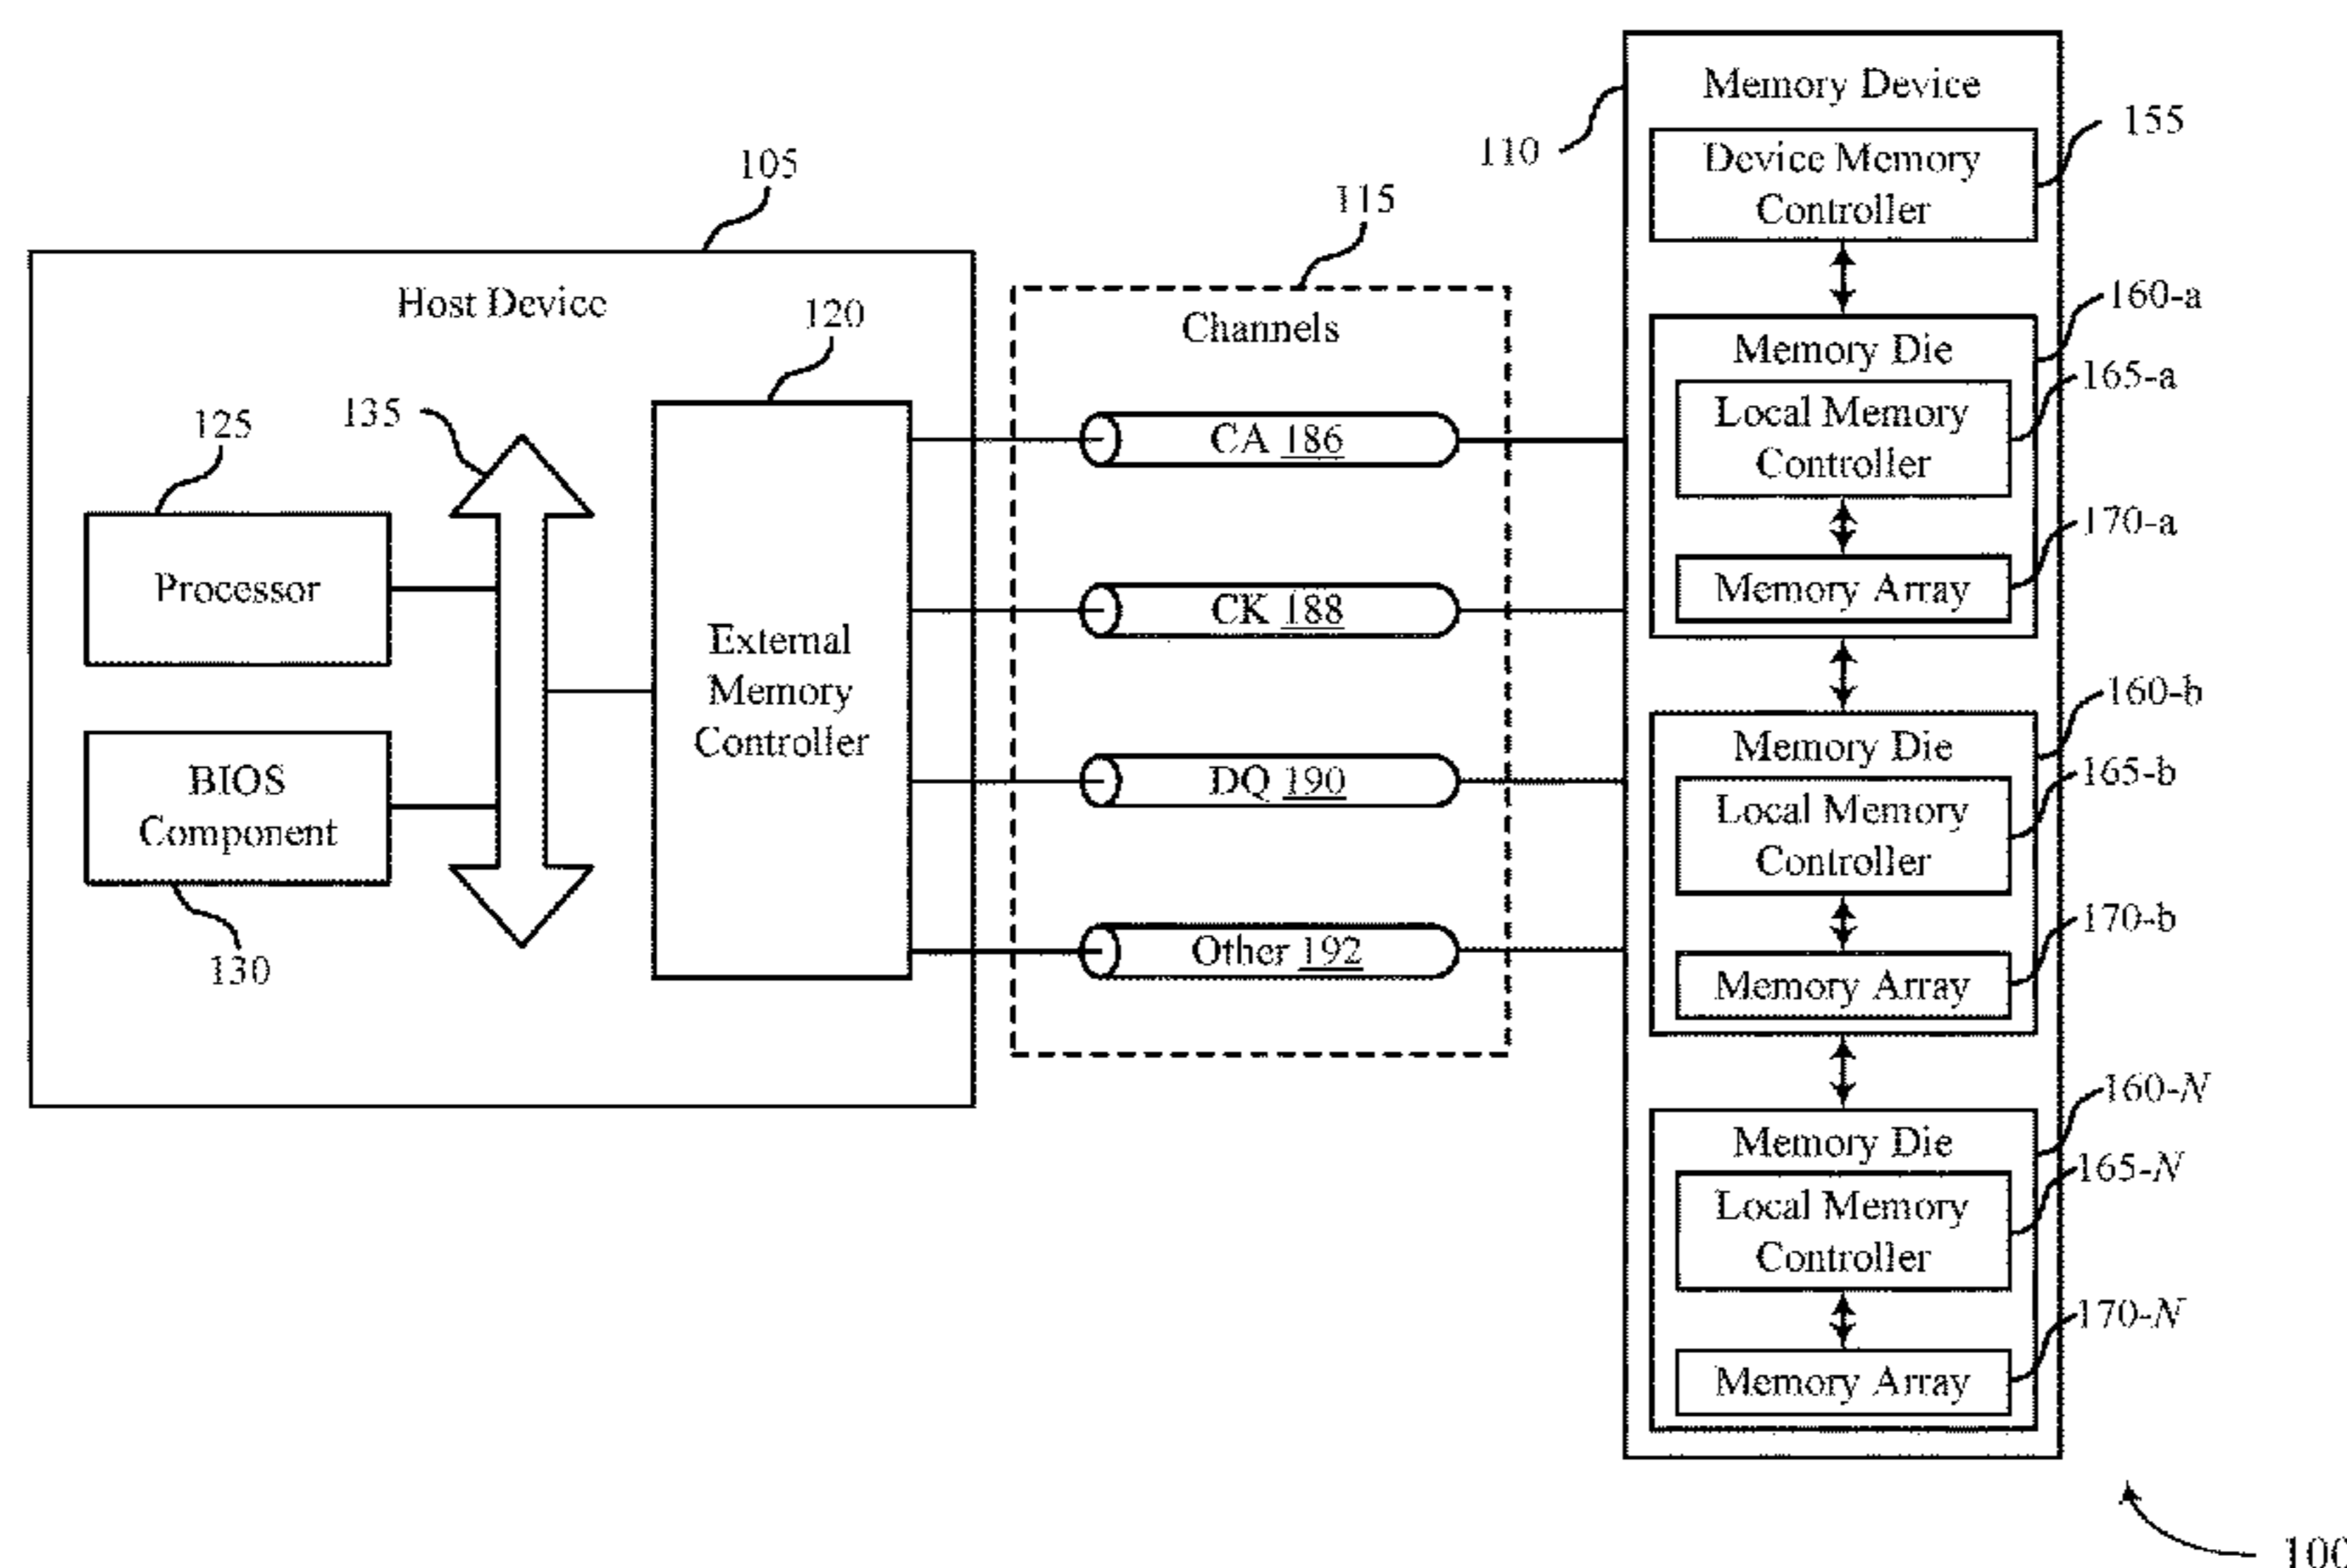 105
Host Device
120
135
125
Processor
BIOS
Component
130
External
Memory
Controller
115
Channels
CA 186
CK 188
DQ 190
Other 192
110
Memory Device
155
Device Memory
Controller
160-a
Memory Die
165-a
Local Memory
Controller
170-a
Memory Array
160-b
Memory Die
165-b
Local Memory
Controller
170-b
Memory Array
160-N
Memory Die
165-N
Local Memory
Controller
170-N
Memory Array
100